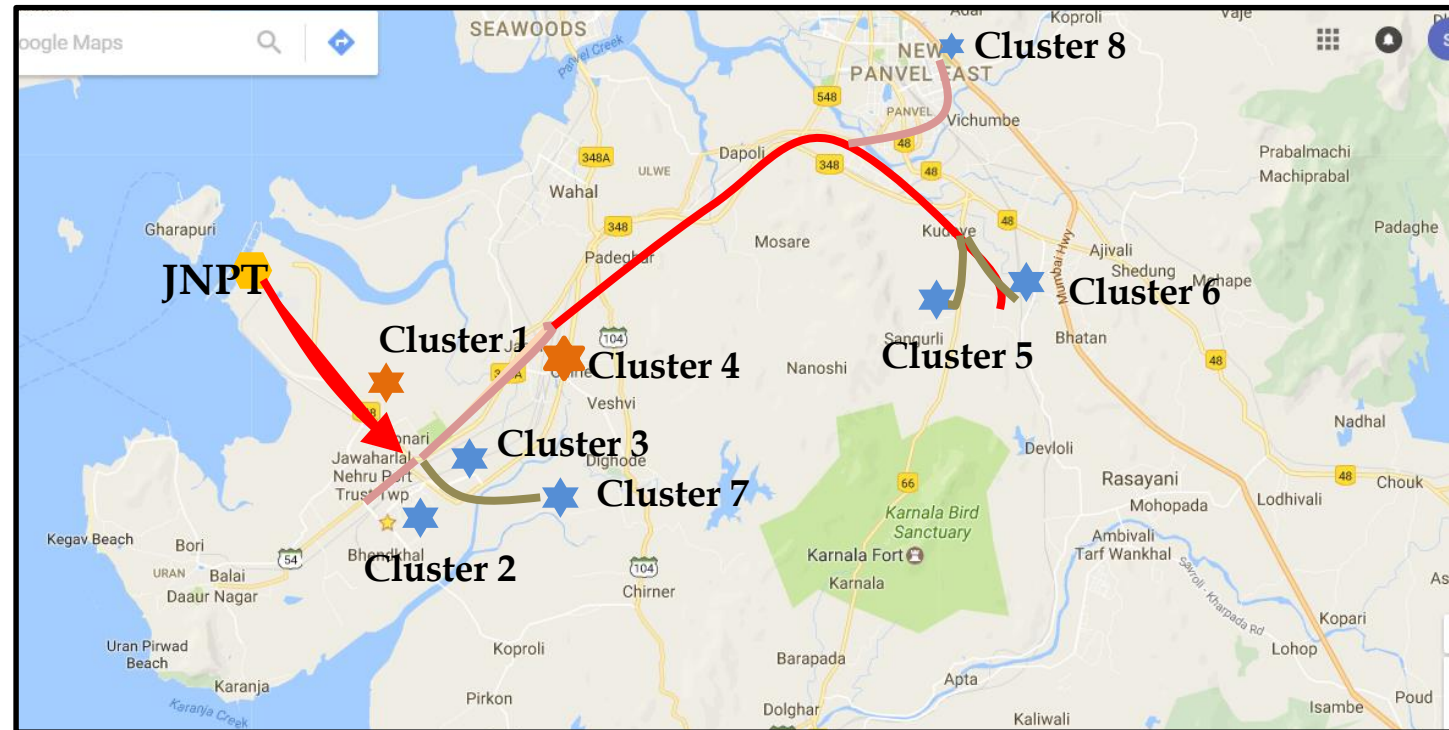 oogle Maps
SEAWOODS
Panvel Creek
Koproli
Vaje
NEW
PANVEL EAST
Cluster 8
S
548
PANVEL
Vichumbe
48
348A
ULWE
Dapoli
348
48
Prabalmachi
Machiprabal
Wahal
Gharapuri
348
Mosare
48
Padaghe
JNPT
Ajivali
Shedung
Mohape
Mumbai Hwy
Cluster 6
Cluster 1
104
Sangurli
Cluster 5
Bhatan
Cluster 4
Nanoshi
48
Veshvi
Cluster 3
Dighode
Nadhal
Jawaharlal
Nehru Port
Trust Twp
Devloli
Cluster 7
66
Rasayani
48
Chouk
Mohopada
Lodhivali
Karnala Bird
Sanctuary
Kegav Beach
Bori
54
Bhendkhal
Cluster 2
Ambivali
Tarf Wankhal
URAN
Balai
Daaur Nagar
104
Chirner
Karnala Fort
Karnala
Savroli - Kharpada Rd
As
Kopari
Uran Pirwad
Beach
Koproli
Barapada
Lohop
Karanja
Karanja Creek
Pirkon
Apta
Dolghar
Kaliwali
Isambe
Poud